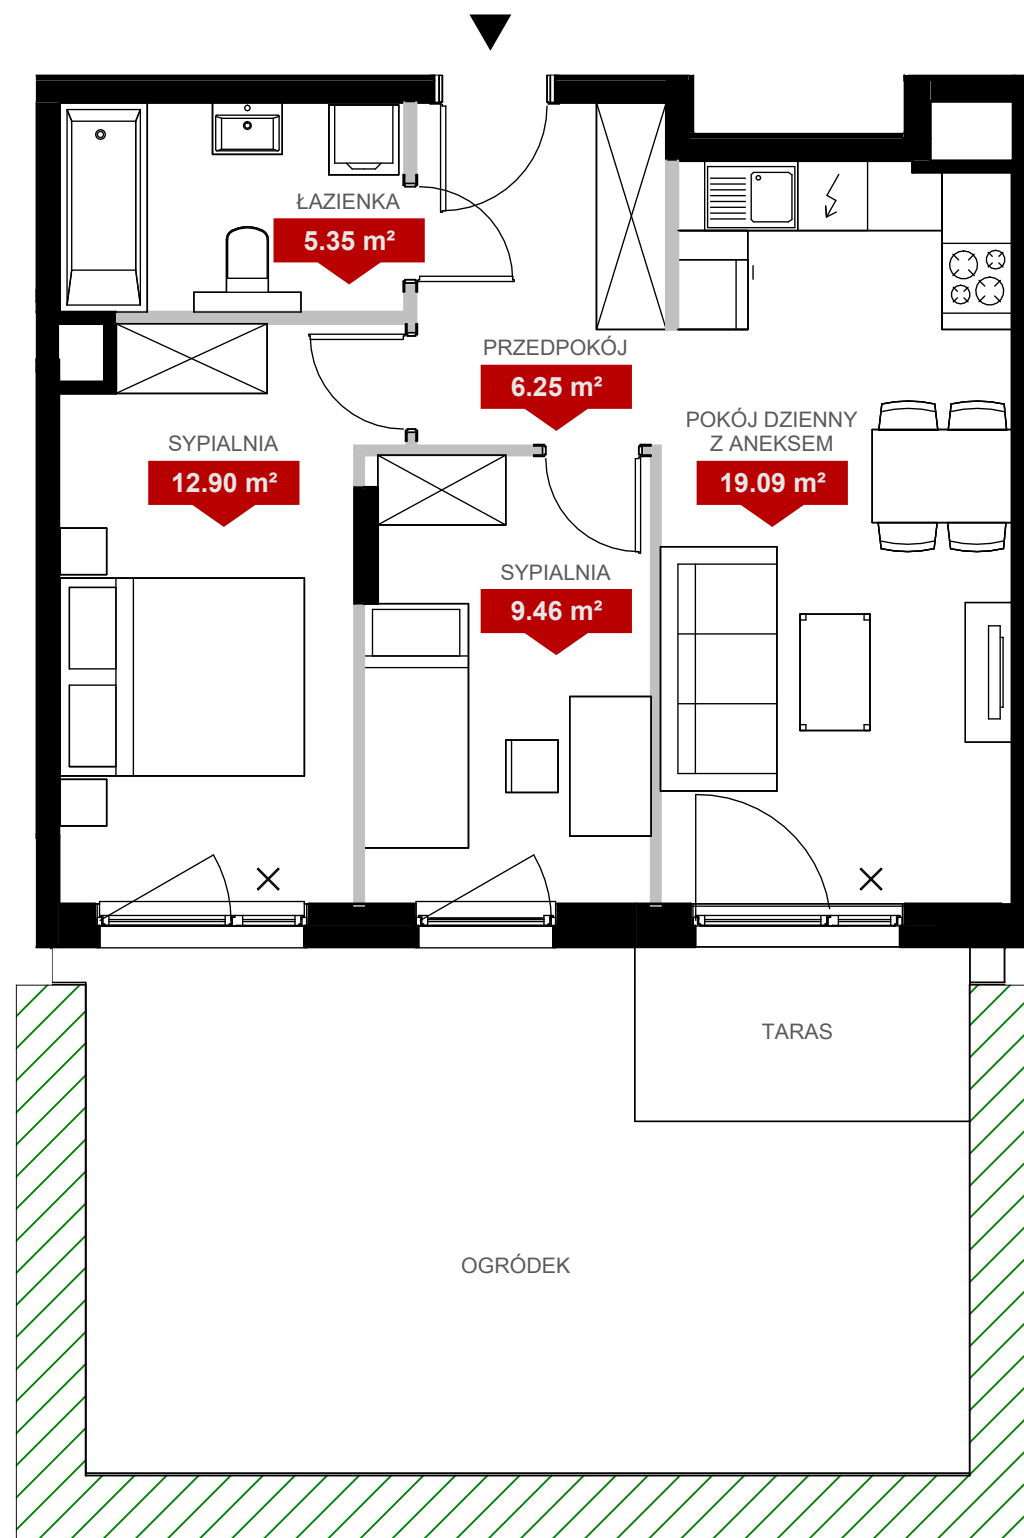 ŁAZIENKA
5.35 m²
PRZEDPOKÓJ
6.25 m²
POKÓJ DZIENNY
Z ANEKSEM
19.09 m²
SYPIALNIA
12.90 m²
SYPIALNIA
9.46 m²
TARAS
OGRÓDEK